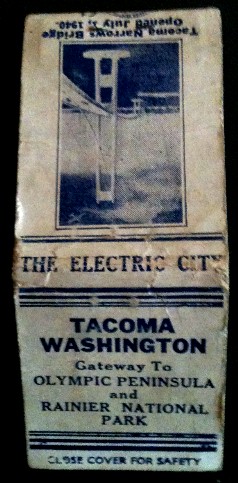 Tacoma Narrows Bridge
Opened July 1, 1940.
THE ELECTRIC CITY
TACOMA
WASHINGTON
Gateway To
OLYMPIC PENINSULA
and
RAINIER NATIONAL
PARK
CLOSE COVER FOR SAFETY